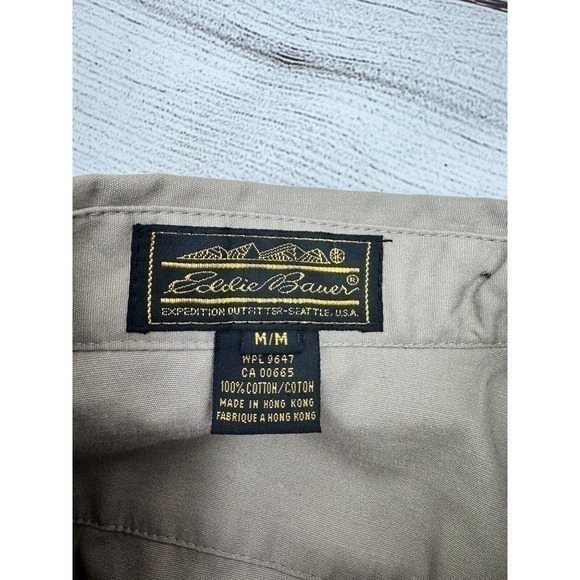 Eddie Bauer®
EXPEDITION OUTFITTER-SEATTLE, U.S.A.
M/M
WPL 9647
CA 00665
100% COTTON/COTON
MADE IN HONG KONG
FABRIQUE A HONG KONG